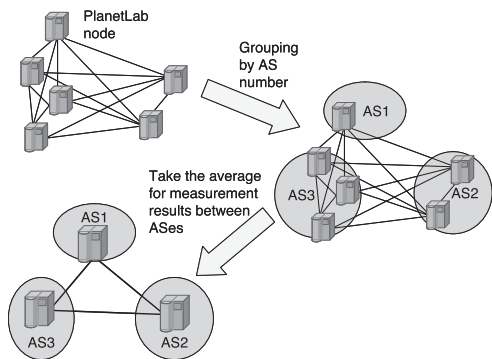 PlanetLab
node
Grouping
by AS
number
AS1
AS2
AS3
Take the average
for measurement
results between
ASes
AS1
AS3
AS2